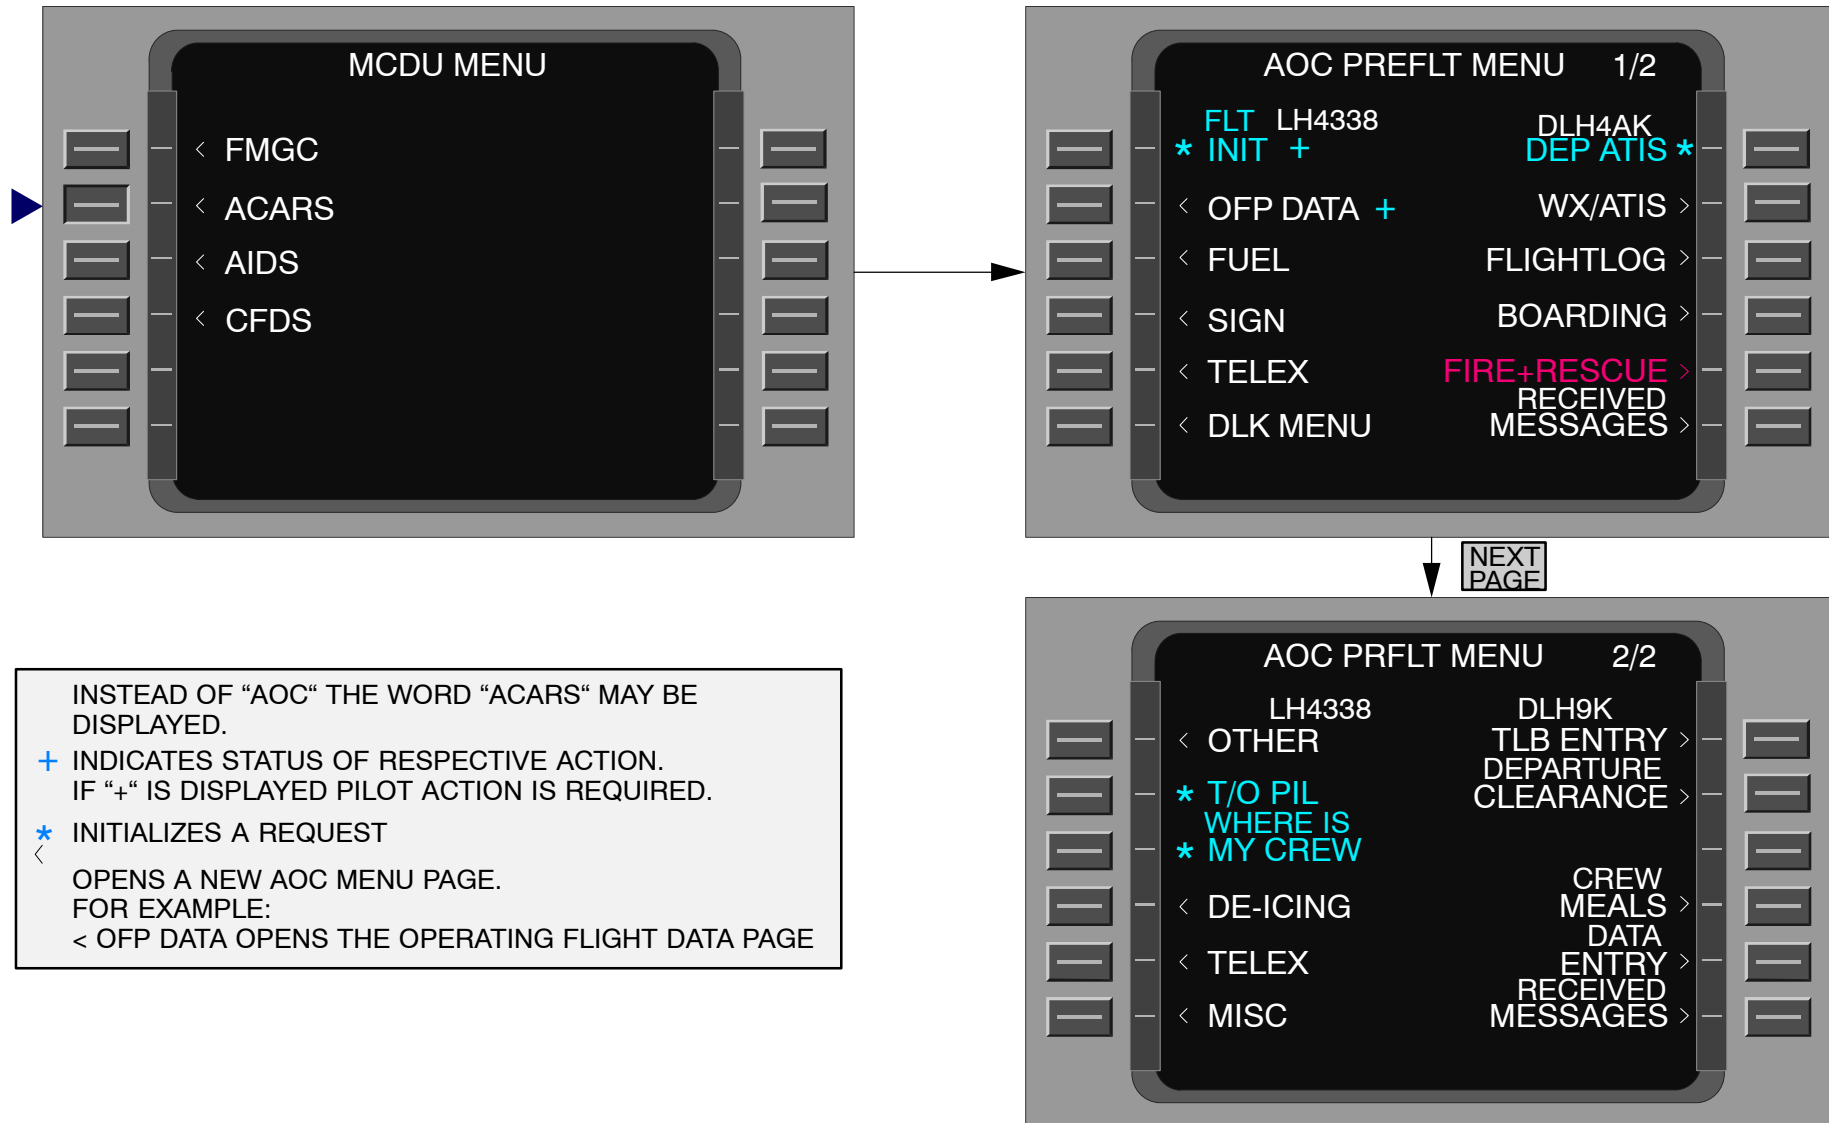 MCDU MENU
< FMGC
< ACARS
< AIDS
< CFDS
AOC PREFLT MENU 1/2
FLT LH4338 DLH4AK
* INIT + DEP ATIS *
< OFP DATA + WX/ATIS >
< FUEL FLIGHTLOG >
< SIGN BOARDING >
< TELEX FIRE+RESCUE >
RECEIVED
< DLK MENU MESSAGES >
NEXT
PAGE
AOC PRFLT MENU 2/2
LH4338 DLH9K
< OTHER TLB ENTRY >
DEPARTURE
* T/O PIL CLEARANCE >
WHERE IS
* MY CREW
CREW
< DE-ICING MEALS >
DATA
< TELEX ENTRY >
RECEIVED
< MISC MESSAGES >
INSTEAD OF “AOC“ THE WORD “ACARS“ MAY BE
DISPLAYED.
+ INDICATES STATUS OF RESPECTIVE ACTION.
IF “+“ IS DISPLAYED PILOT ACTION IS REQUIRED.
* INITIALIZES A REQUEST
<
OPENS A NEW AOC MENU PAGE.
FOR EXAMPLE:
< OFP DATA OPENS THE OPERATING FLIGHT DATA PAGE